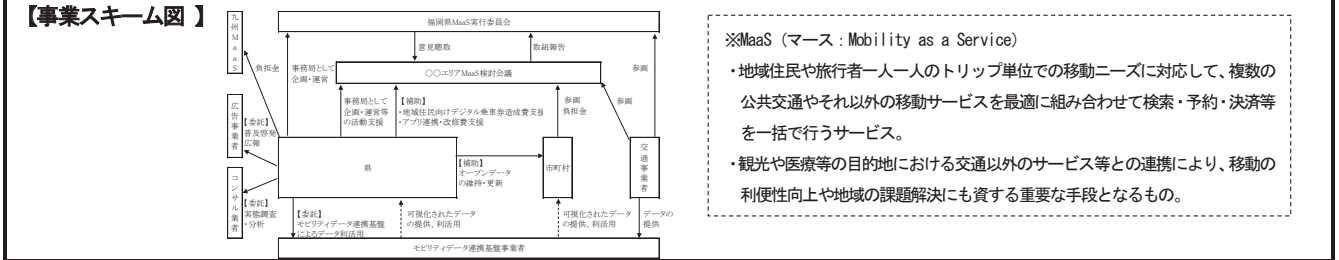 【事業スキーム図 】
九州MaaS
負担金
広告事業者
【委託】
普及啓発
広報
コンサル業者
【委託】
実態調査
・分析
福岡県MaaS実行委員会
意見聴取
取組報告
事務局として
企画・運営
参画
○○エリアMaaS検討会議
事務局として
企画・運営等
の活動支援
【補助】
・地域住民向けデジタル乗車券造成費支援
・アプリ連携・改修費支援
参画
負担金
参画
県
【補助】
オープンデータ
の維持・更新
市町村
交通事業者
【委託】
モビリティデータ連携基盤
によるデータ利活用
可視化されたデータ
の提供、利活用
可視化されたデータ
の提供、利活用
データの
提供
モビリティデータ連携基盤事業者
※MaaS（マース：Mobility as a Service）
・地域住民や旅行者一人一人のトリップ単位での移動ニーズに対応して、複数の
公共交通やそれ以外の移動サービスを最適に組み合わせて検索・予約・決済等
を一括で行うサービス。
・観光や医療等の目的地における交通以外のサービス等との連携により、移動の
利便性向上や地域の課題解決にも資する重要な手段となるもの。